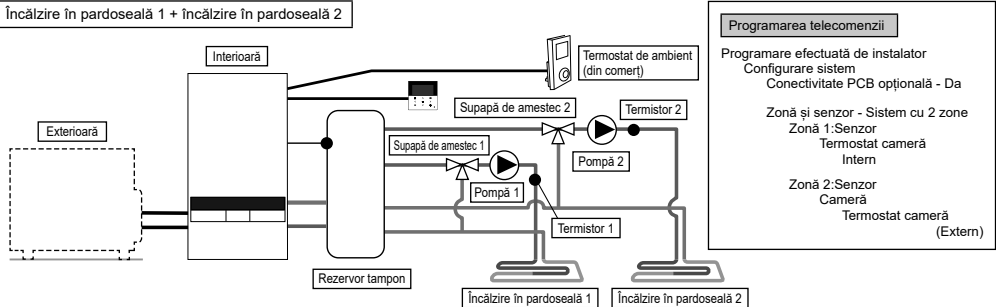 Încălzire în pardoseală 1 + încălzire în pardoseală 2
Interioară
Termostat de ambient
(din comerț)
Exterioară
Supapă de amestec 2
Termistor 2
Supapă de amestec 1
Pompă 2
Pompă 1
Termistor 1
Rezervor tampon
Încălzire în pardoseală 1
Încălzire în pardoseală 2
Programarea telecomenzii
Programare efectuată de instalator
Configurare sistem
Conectivitate PCB opțională - Da
Zonă și senzor - Sistem cu 2 zone
Zonă 1:Senzor
Termostat cameră
Intern
Zonă 2:Senzor
Cameră
Termostat cameră
(Extern)